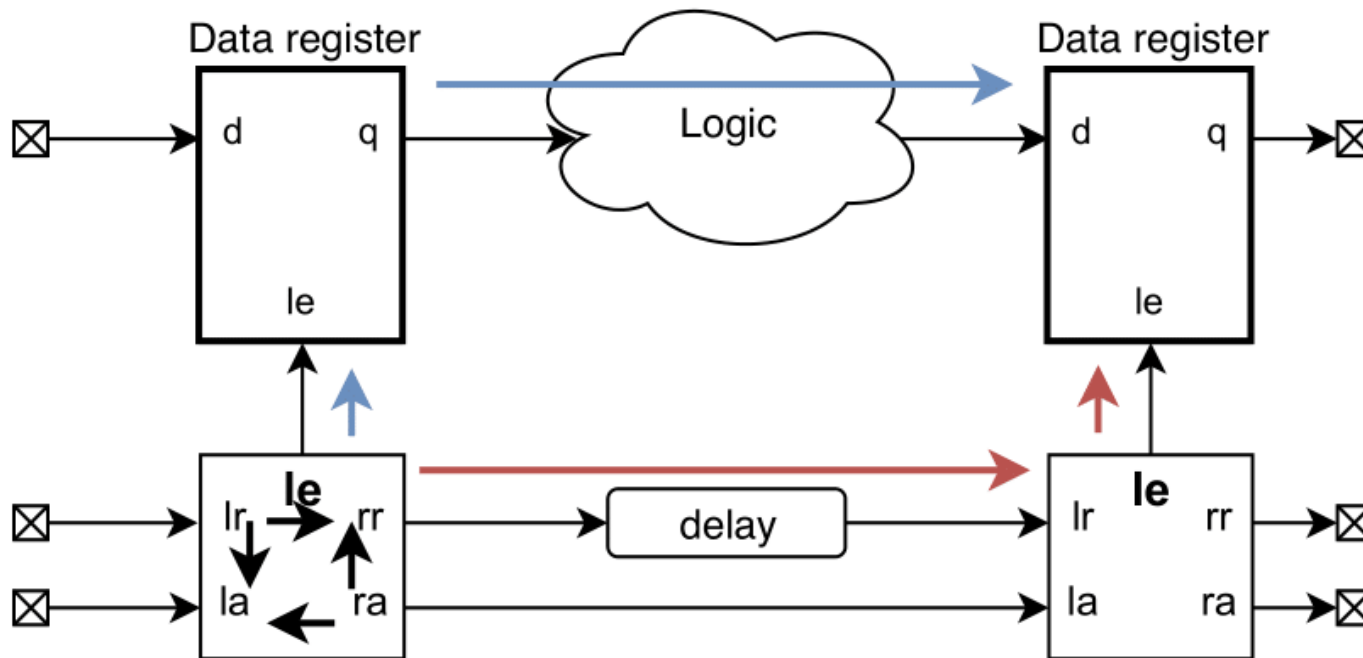 Data register
Data register
d q
Logic
d q
le
le
le
lr rr
delay
le
lr rr
la ra
la ra